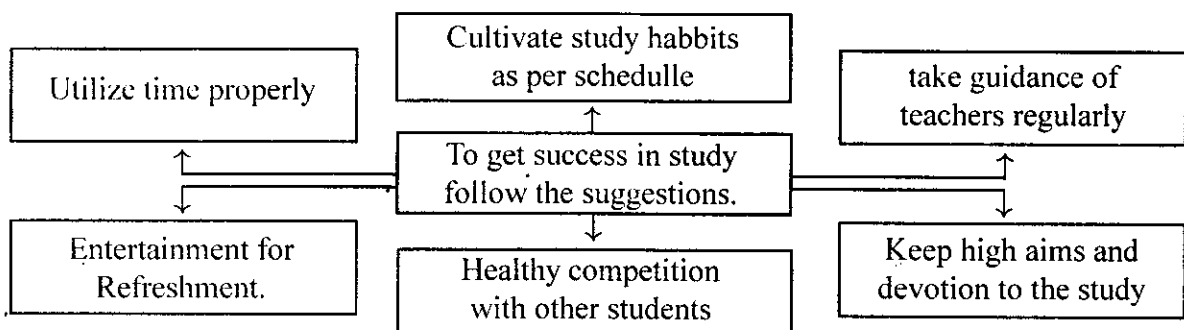 Cultivate study habbits
as per schedulle
Utilize time properly
take guidance of
teachers regularly
To get success in study
follow the suggestions.
Entertainment for
Refreshment.
Healthy competition
with other students
Keep high aims and
devotion to the study